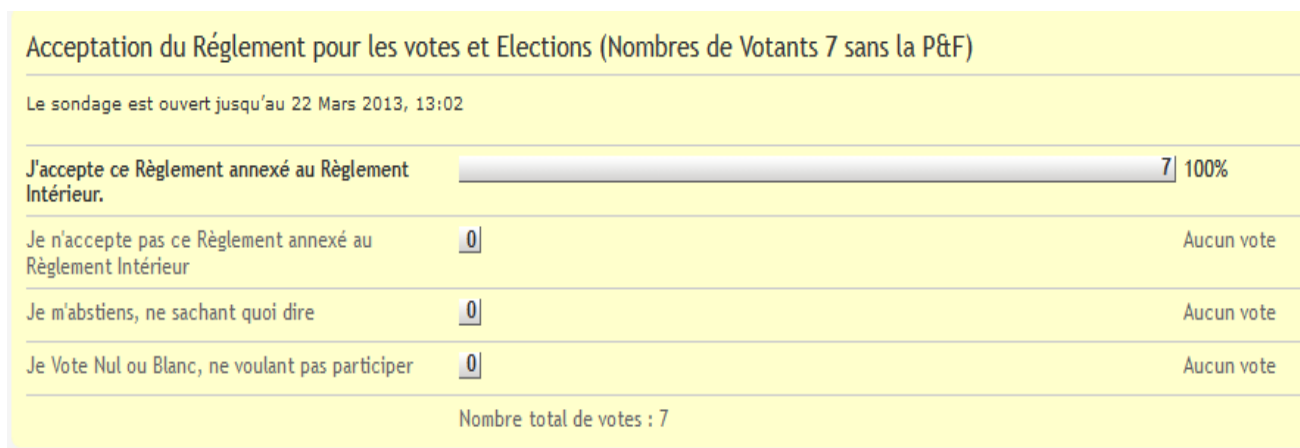 Acceptation du Réglement pour les votes et Elections (Nombres de Votants 7 sans la P&F)
Le sondage est ouvert jusqu'au 22 Mars 2013, 13:02
J'accepte ce Règlement annexé au Règlement
Intérieur.
7 100%
Je n'accepte pas ce Règlement annexé au
Règlement Intérieur
0 Aucun vote
Je m'abstiens, ne sachant quoi dire
0 Aucun vote
Je Vote Nul ou Blanc, ne voulant pas participer
0 Aucun vote
Nombre total de votes : 7